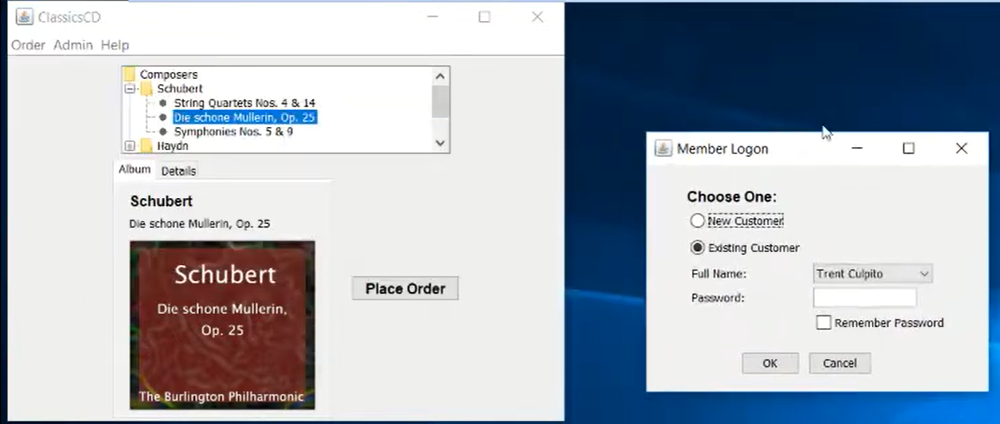 ClassicsCD
Order Admin Help
Composers
Schubert
String Quartets Nos. 4 & 14
Die schone Mullerin, Op. 25
Symphonies Nos. 5 & 9
Haydn
Album Details
Schubert
Die schone Mullerin, Op. 25
Schubert
Die schone Mullerin,
Op. 25
The Burlington Philharmonic
Place Order
Member Logon
Choose One:
New Customer
Existing Customer
Full Name: Trent Culpito
Password:
Remember Password
OK Cancel